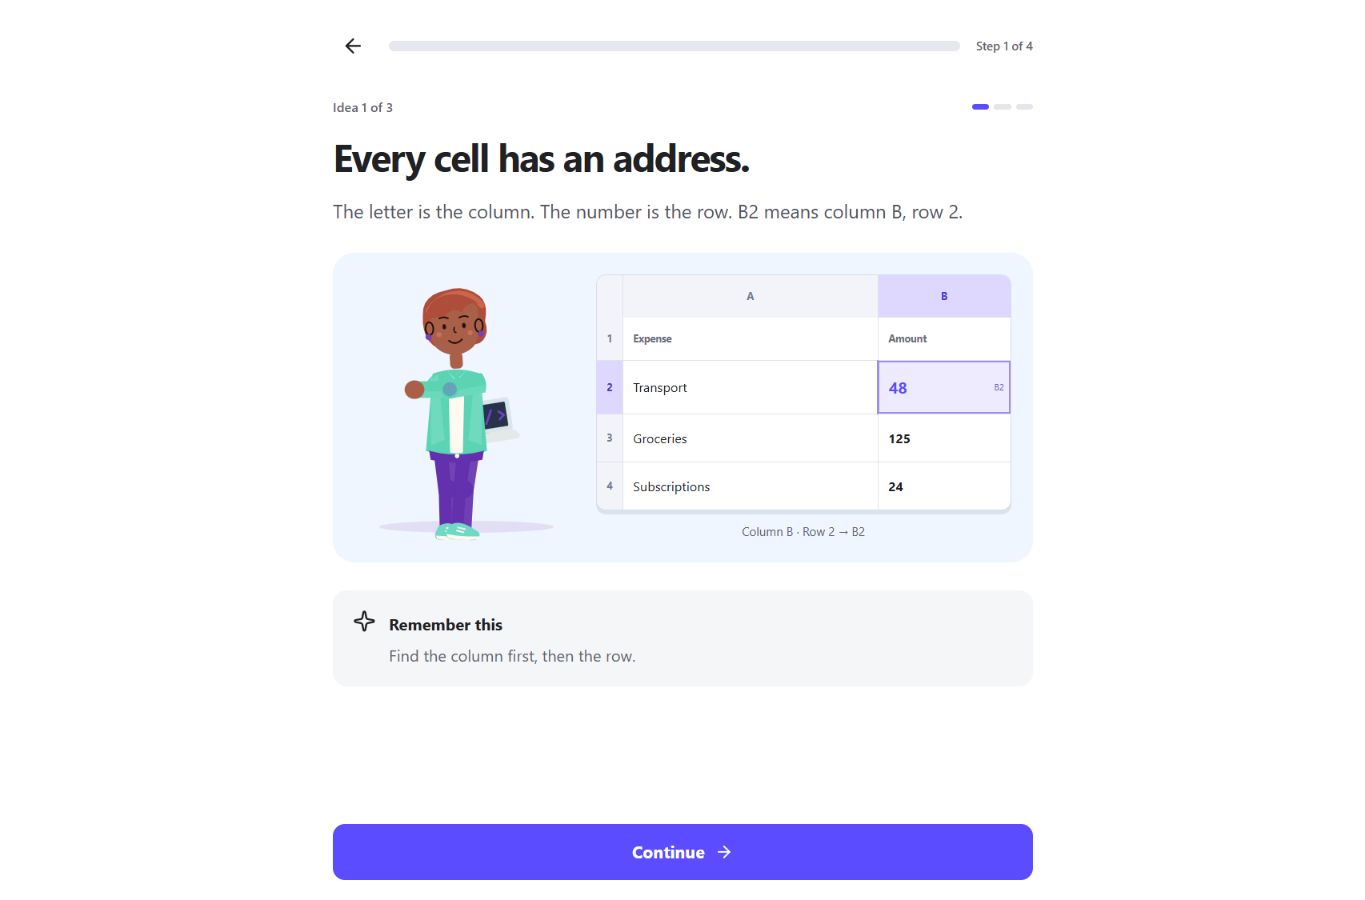 Step 1 of 4
Idea 1 of 3
Every cell has an address.
The letter is the column. The number is the row. B2 means column B, row 2.
A B
1 Expense Amount
2 Transport 48 B2
3 Groceries 125
4 Subscriptions 24
</>
Column B · Row 2 → B2
Remember this
Find the column first, then the row.
Continue →